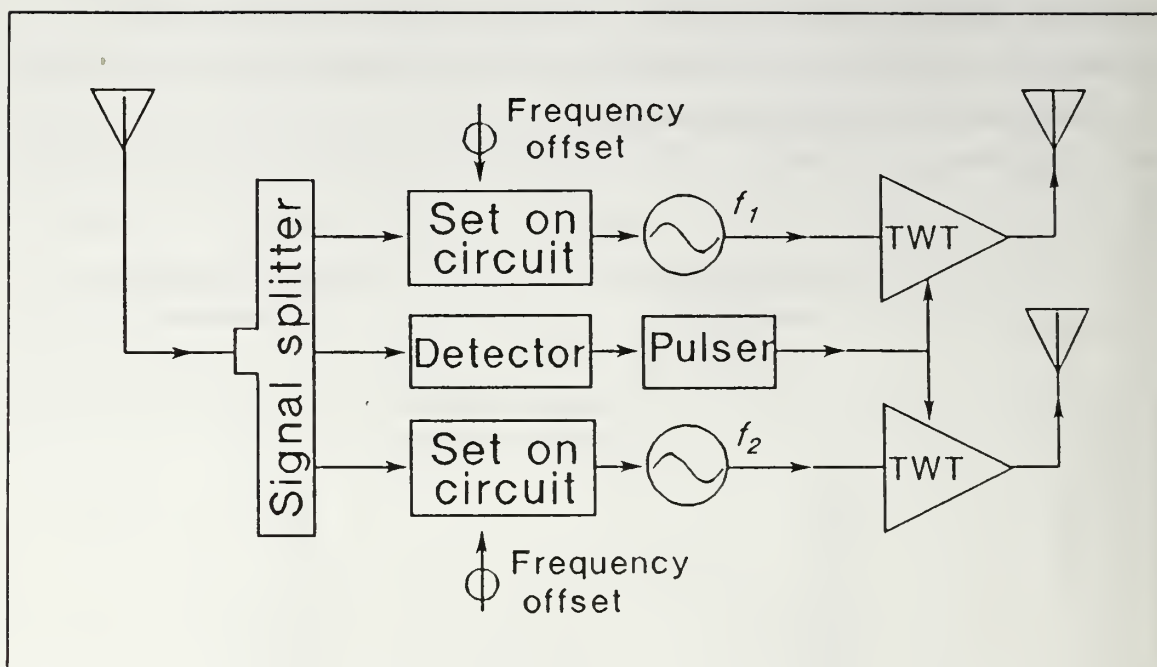 Frequency
offset
Signal splitter
Set on
circuit
f1
TWT
Detector
Pulser
Set on
circuit
f2
TWT
Frequency
offset